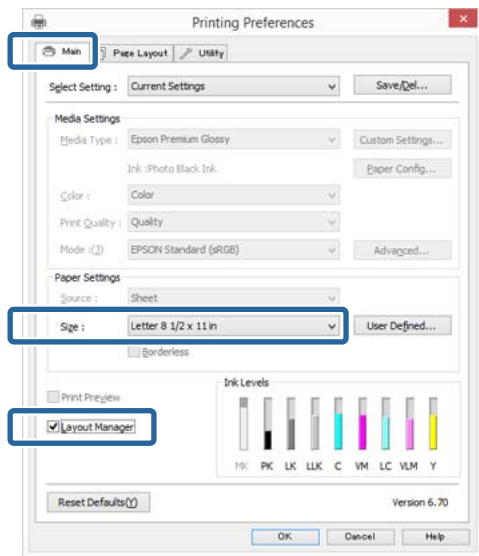 Printing Preferences
Main Page Layout Utility
Select Setting : Current Settings Save/Del...
Media Settings
Media Type : Epson Premium Glossy Custom Settings...
Ink :Photo Black Ink Paper Config...
Color : Color
Print Quality : Quality
Mode :(J) EPSON Standard (sRGB) Advanced...
Paper Settings
Source : Sheet
Size : Letter 8 1/2 x 11 in User Defined...
Borderless
Ink Levels
Print Preview
Layout Manager
MK PK LK LLK C VM LC VLM Y
Reset Defaults(Y) Version 6.70
OK Cancel Help